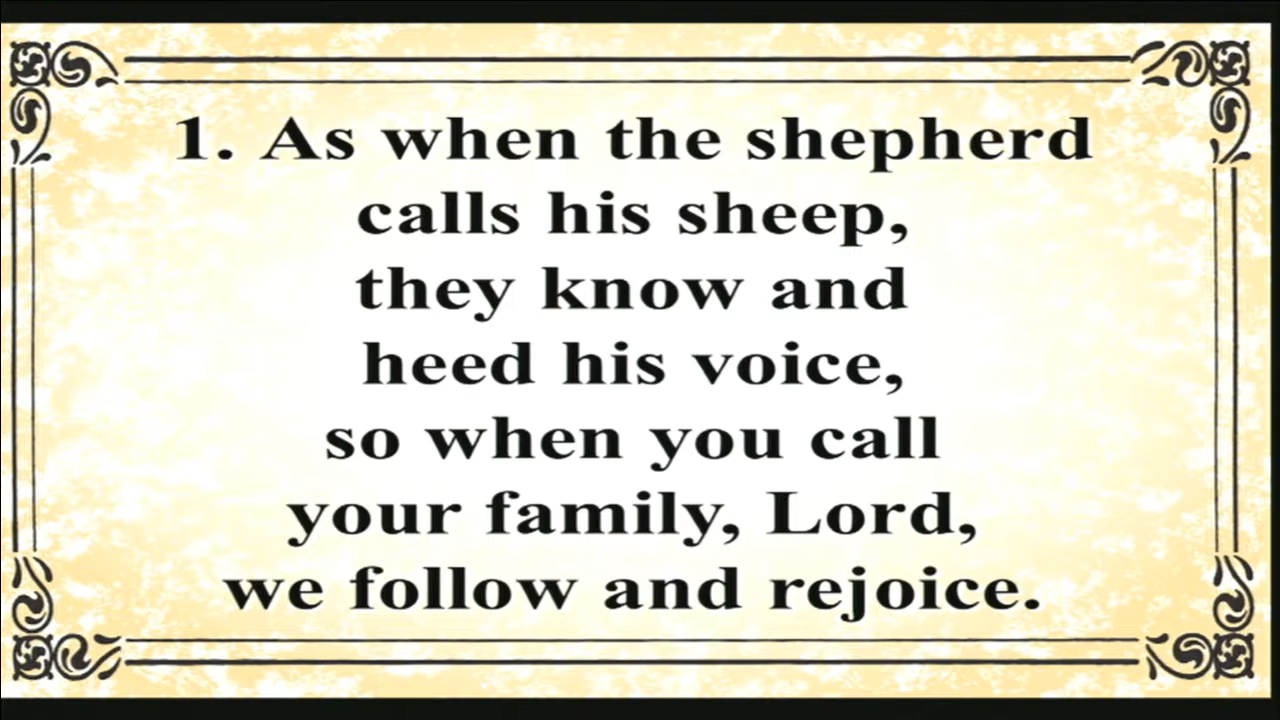 1. As when the shepherd
calls his sheep,
they know and
heed his voice,
so when you call
your family, Lord,
we follow and rejoice.